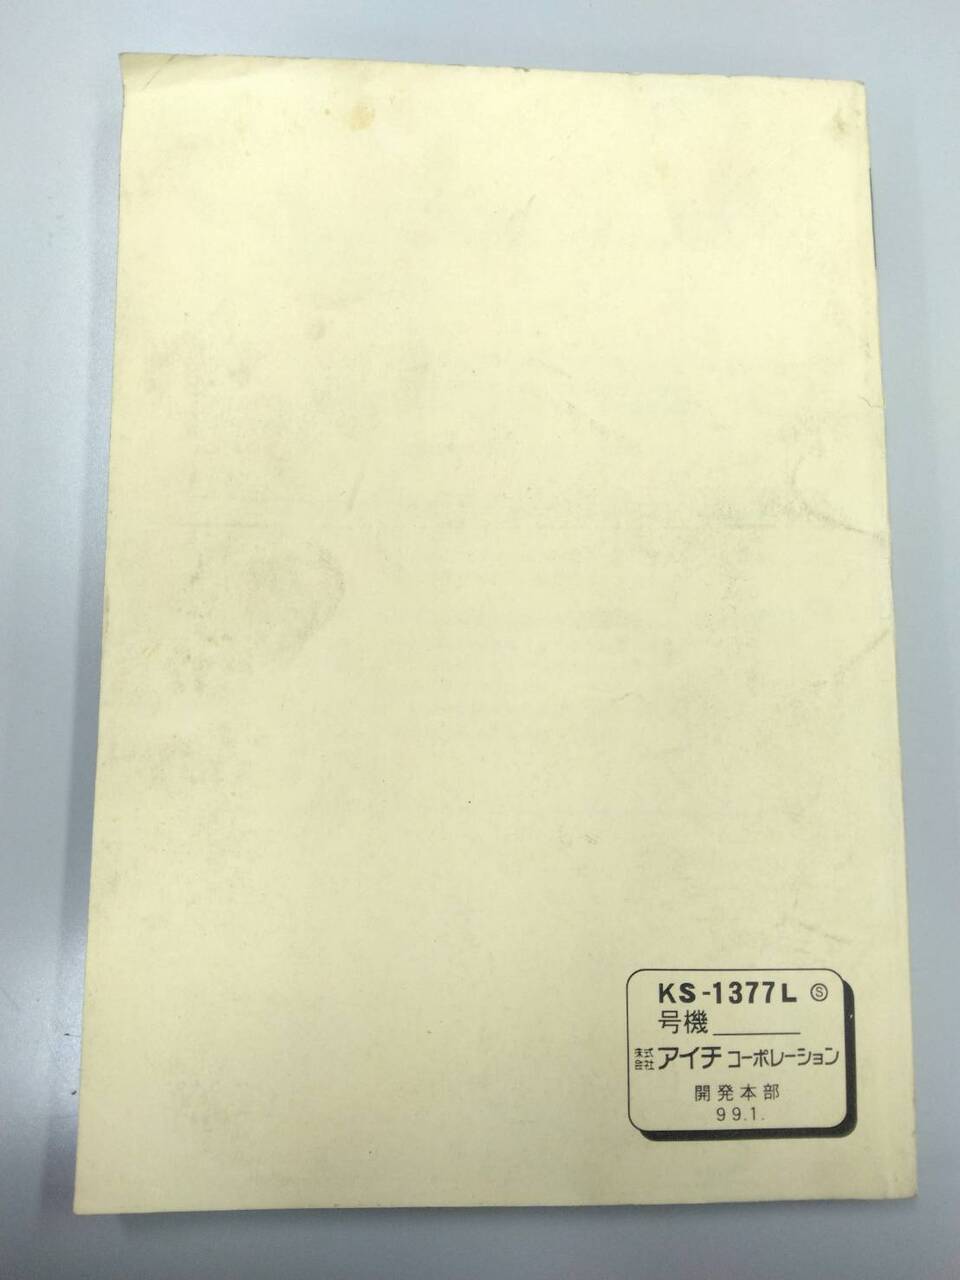 KS-1377L Ⓢ
号機
株式会社 アイチ コーポレーション
開発本部
99.1.